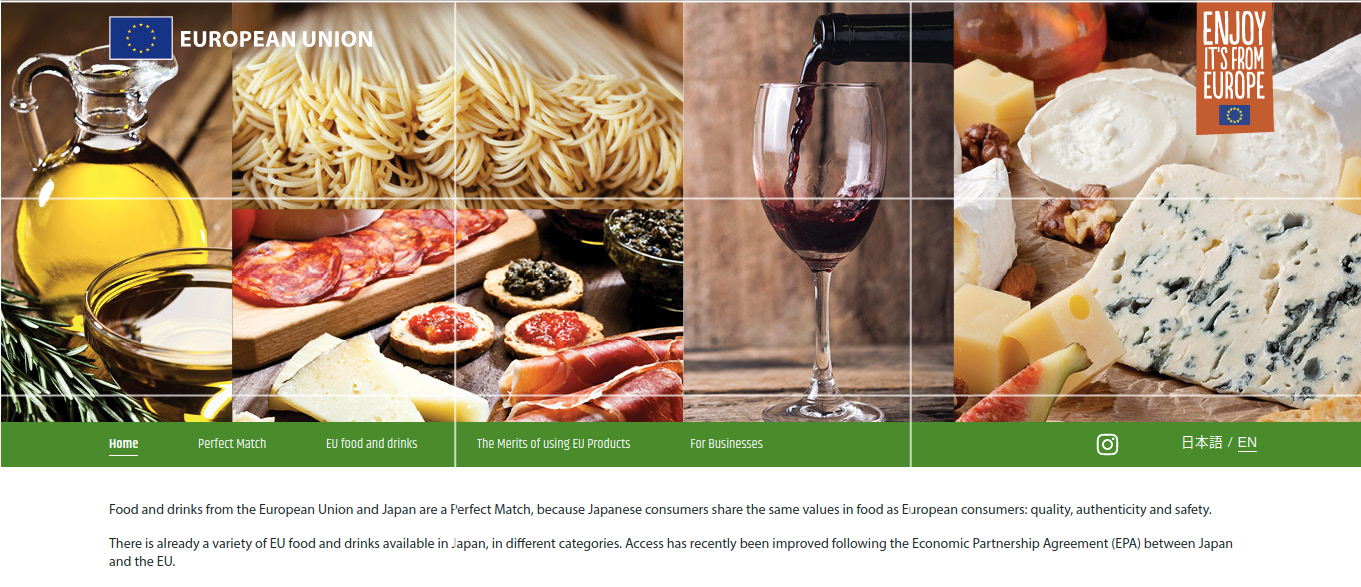 EUROPEAN UNION
ENJOY
IT'S FROM
EUROPE
Home
Perfect Match
EU food and drinks
The Merits of using EU Products
For Businesses
日本語 / EN
Food and drinks from the European Union and Japan are a Perfect Match, because Japanese consumers share the same values in food as European consumers: quality, authenticity and safety.
There is already a variety of EU food and drinks available in Japan, in different categories. Access has recently been improved following the Economic Partnership Agreement (EPA) between Japan
and the EU.